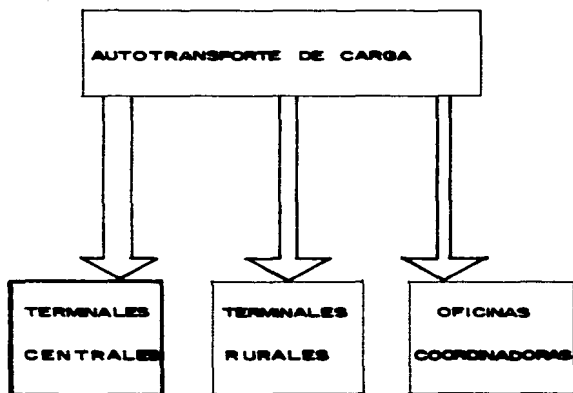 AUTOTRANSPORTE DE CARGA
TERMINALES
CENTRALES
TERMINALES
RURALES
OFICINAS
COORDINADORAS